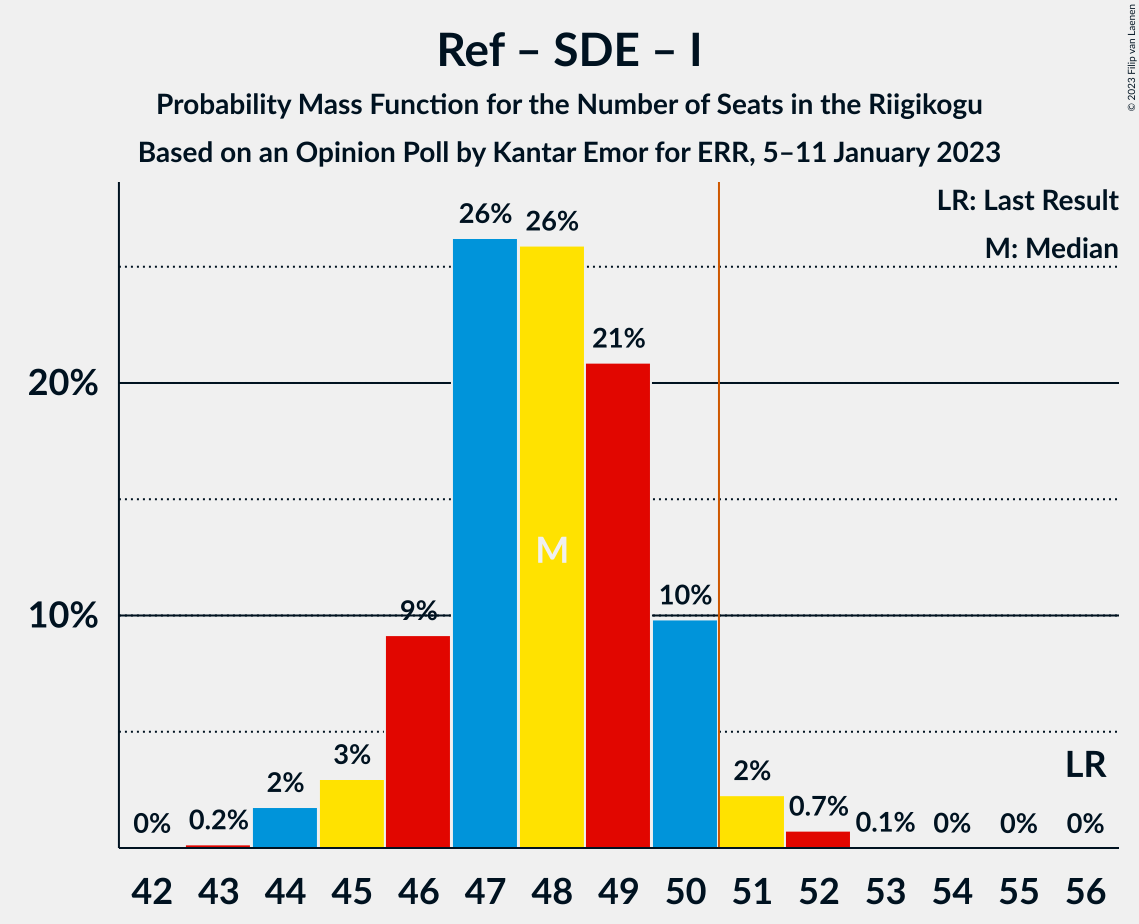 Ref – SDE – I
Probability Mass Function for the Number of Seats in the Riigikogu
Based on an Opinion Poll by Kantar Emor for ERR, 5–11 January 2023
© 2023 Filip van Laenen
LR: Last Result
M: Median
26%
26%
21%
20%
M
10%
9%
10%
3%
2%
2%
LR
0%
0.2%
0.7%
0.1%
0%
0%
0%
42 43 44 45 46 47 48 49 50 51 52 53 54 55 56